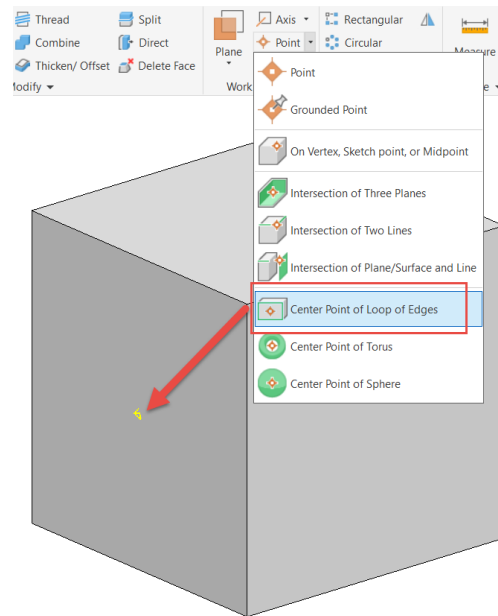 Thread Split Axis Rectangular
Combine Direct Plane Point Circular
Thicken/ Offset Delete Face
Work
Point
Grounded Point
On Vertex, Sketch point, or Midpoint
Intersection of Three Planes
Intersection of Two Lines
Intersection of Plane/Surface and Line
Center Point of Loop of Edges
Center Point of Torus
Center Point of Sphere